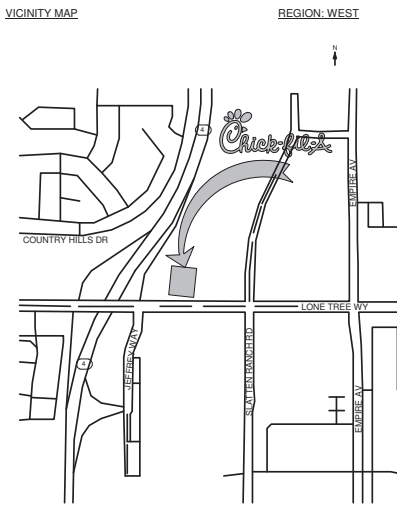 VICINITY MAP
REGION: WEST
N
4
Chick-fil-A
EMPIRE AV
COUNTRY HILLS DR
LONE TREE WY
JEFFREY WAY
SLATTEN RANCH RD
4
EMPIRE AV